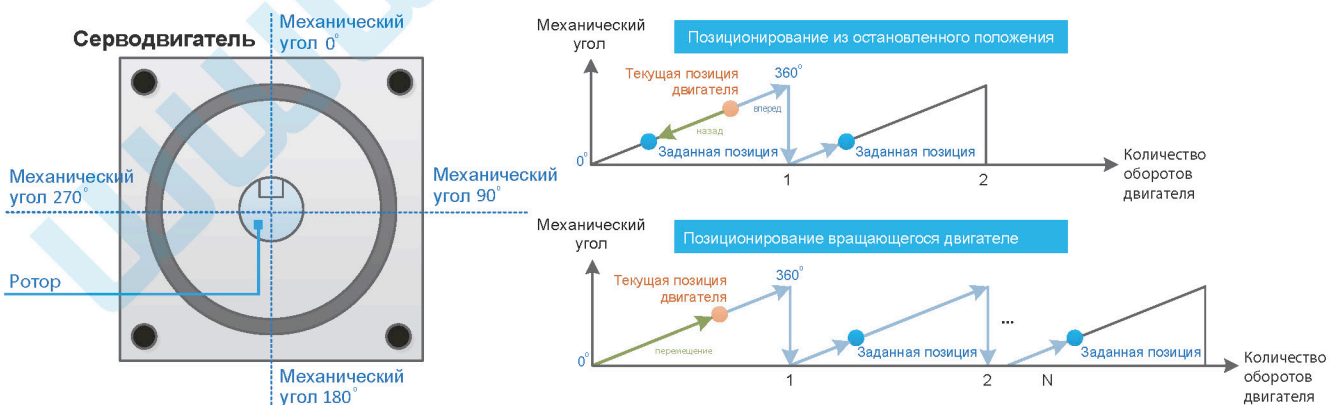 Серводвигатель
Механический
угол 0°
Механический
угол 270°
Механический
угол 90°
Ротор
Механический
угол 180°
Механический
угол
Позиционирование из остановленного положения
Текущая позиция
двигателя
360°
вперед
назад
0°
Заданная позиция
Заданная позиция
1
2
Количество
оборотов
двигателя
Механический
угол
Позиционирование вращающегося двигателе
Текущая позиция
двигателя
360°
...
перемещение
0°
Заданная позиция
Заданная позиция
1
2
N
Количество
оборотов
двигателя